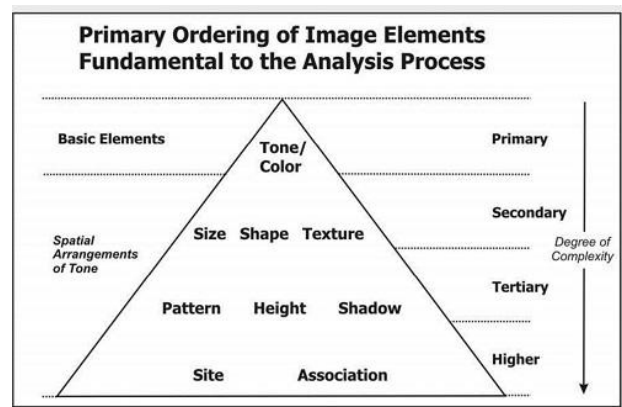 Primary Ordering of Image Elements
Fundamental to the Analysis Process
Basic Elements
Tone/
Color
Primary
Size Shape Texture
Secondary
Spatial
Arrangements
of Tone
Degree of
Complexity
Pattern Height Shadow
Tertiary
Site Association
Higher